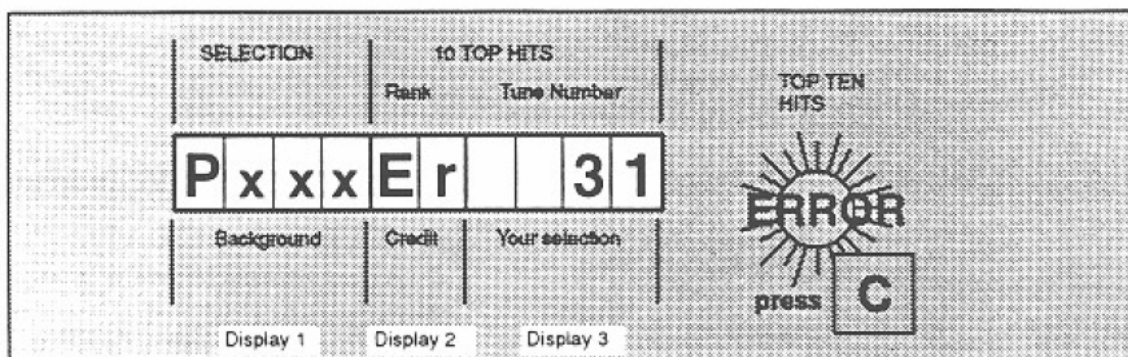 SELECTION 10 TOP HITS
Rank Tune Number
TOP TEN
HITS
P x x x E r 3 1
ERROR
press C
Background Credit Your selection
Display 1 Display 2 Display 3